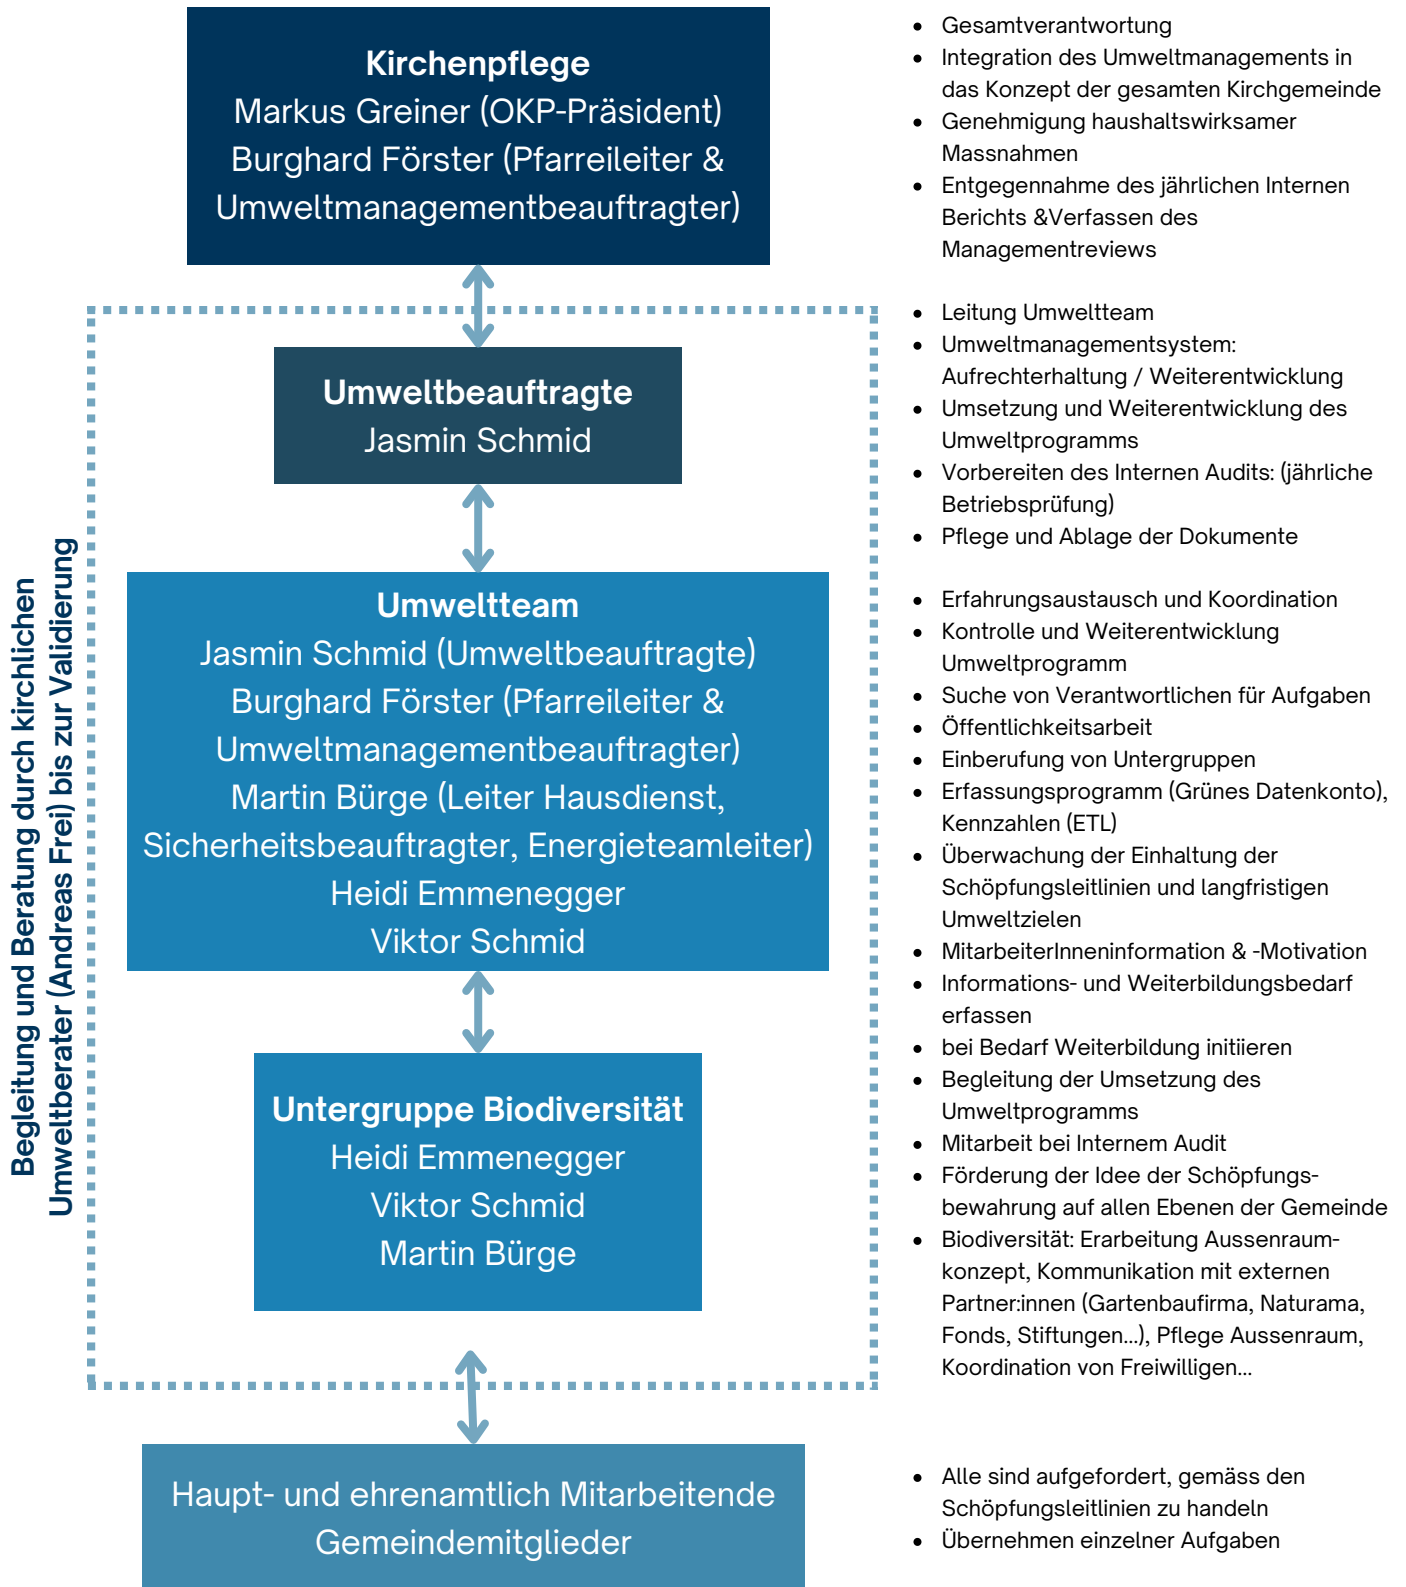 Kirchenpflege
Markus Greiner (OKP-Präsident)
Burghard Förster (Pfarreileiter &
Umweltmanagementbeauftragter)
• Gesamtverantwortung
• Integration des Umweltmanagements in
das Konzept der gesamten Kirchgemeinde
• Genehmigung haushaltswirksamer
Massnahmen
• Entgegennahme des jährlichen Internen
Berichts &Verfassen des
Managementreviews
Begleitung und Beratung durch kirchlichen
Umweltberater (Andreas Frei) bis zur Validierung
Umweltbeauftragte
Jasmin Schmid
• Leitung Umweltteam
• Umweltmanagementsystem:
Aufrechterhaltung / Weiterentwicklung
• Umsetzung und Weiterentwicklung des
Umweltprogramms
• Vorbereiten des Internen Audits: (jährliche
Betriebsprüfung)
• Pflege und Ablage der Dokumente
Umweltteam
Jasmin Schmid (Umweltbeauftragte)
Burghard Förster (Pfarreileiter &
Umweltmanagementbeauftragter)
Martin Bürge (Leiter Hausdienst,
Sicherheitsbeauftragter, Energieteamleiter)
Heidi Emmenegger
Viktor Schmid
Untergruppe Biodiversität
Heidi Emmenegger
Viktor Schmid
Martin Bürge
• Erfahrungsaustausch und Koordination
• Kontrolle und Weiterentwicklung
Umweltprogramm
• Suche von Verantwortlichen für Aufgaben
• Öffentlichkeitsarbeit
• Einberufung von Untergruppen
• Erfassungsprogramm (Grünes Datenkonto),
Kennzahlen (ETL)
• Überwachung der Einhaltung der
Schöpfungsleitlinien und langfristigen
Umweltzielen
• MitarbeiterInneninformation & -Motivation
• Informations- und Weiterbildungsbedarf
erfassen
• bei Bedarf Weiterbildung initiieren
• Begleitung der Umsetzung des
Umweltprogramms
• Mitarbeit bei Internem Audit
• Förderung der Idee der Schöpfungs-
bewahrung auf allen Ebenen der Gemeinde
• Biodiversität: Erarbeitung Aussenraum-
konzept, Kommunikation mit externen
Partner:innen (Gartenbaufirma, Naturama,
Fonds, Stiftungen...), Pflege Aussenraum,
Koordination von Freiwilligen...
Haupt- und ehrenamtlich Mitarbeitende
Gemeindemitglieder
• Alle sind aufgefordert, gemäss den
Schöpfungsleitlinien zu handeln
• Übernehmen einzelner Aufgaben